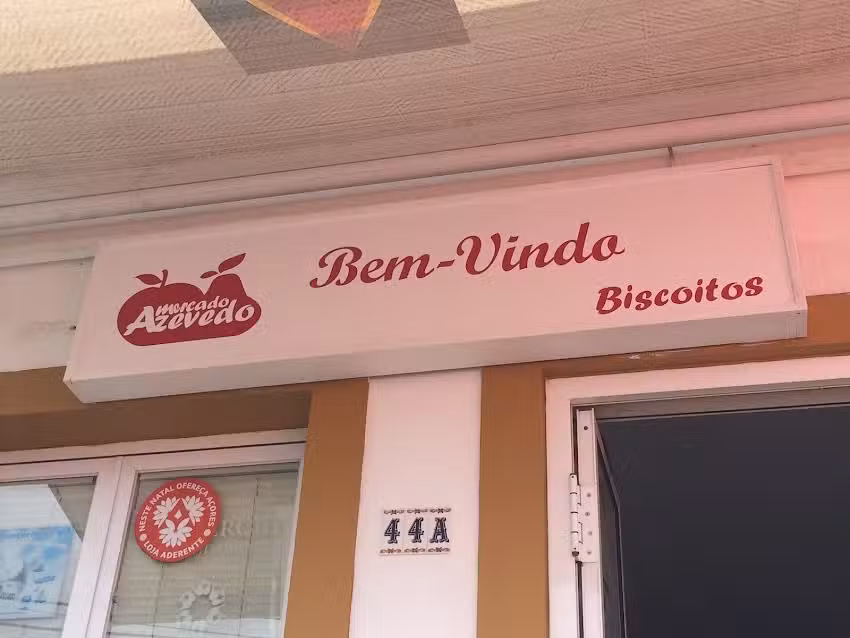 mercado
Azevedo
Bem-Vindo
Biscoitos
NESTE NATAL OFEREÇA AÇORES
LOJA ADERENTE
44A